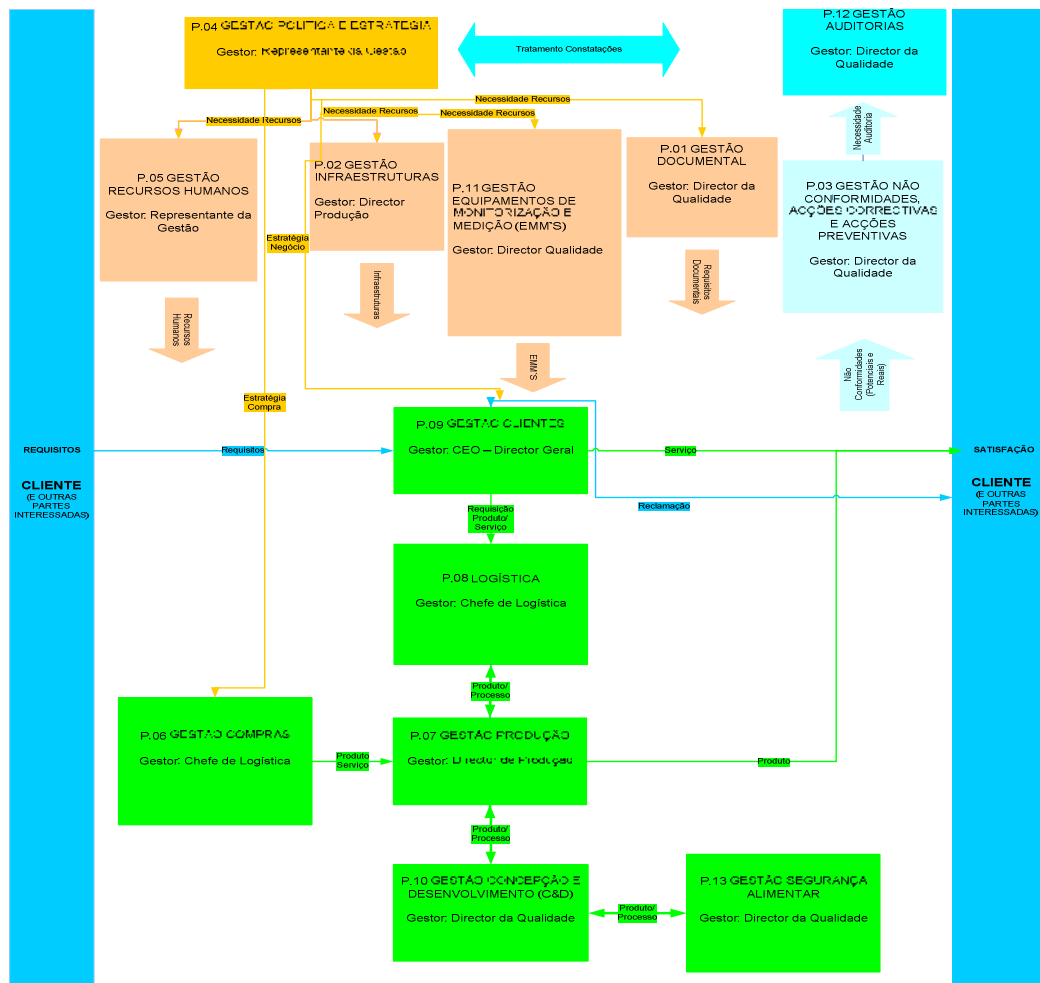 P.04 GESTÃO POLITICA E ESTRATEGIA
Gestor: Representante da Gestão
Tratamento Constatações
P.12 GESTÃO
AUDITORIAS
Gestor: Director da
Qualidade
Necessidade Recursos
Necessidade Recursos
Necessidade Recursos
Necessidade Recursos
Necessidade
Auditoria
P.05 GESTÃO
RECURSOS HUMANOS
Gestor: Representante da
Gestão
P.02 GESTÃO
INFRAESTRUTURAS
Gestor: Director
Produção
P.11 GESTÃO
EQUIPAMENTOS DE
MONITORIZAÇÃO E
MEDIÇÃO (EMM`S)
Gestor: Director Qualidade
P.01 GESTÃO
DOCUMENTAL
Gestor: Director da
Qualidade
P.03 GESTÃO NÃO
CONFORMIDADES,
ACÇÕES CORRECTIVAS
E ACÇÕES
PREVENTIVAS
Gestor: Director da
Qualidade
Estratégia
Negócio
Recursos
Humanos
Infraestruturas
EMM`S
Requisitos
Documentais
Não
Conformidades
(Potenciais e
Reais)
Estratégia
Compra
REQUISITOS
CLIENTE
(E OUTRAS
PARTES
INTERESSADAS)
Requisitos
P.09 GESTÃO CLIENTES
Gestor: CEO – Director Geral
Serviço
Reclamação
SATISFAÇÃO
CLIENTE
(E OUTRAS
PARTES
INTERESSADAS)
Requisição
Produto/
Serviço
P.08 LOGÍSTICA
Gestor: Chefe de Logística
Produto/
Processo
P.06 GESTÃO COMPRAS
Gestor: Chefe de Logística
Produto
Serviço
P.07 GESTÃO PRODUÇÃO
Gestor: Director de Produção
Produto
Produto/
Processo
P.10 GESTÃO CONCEPÇÃO E
DESENVOLVIMENTO (C&D)
Gestor: Director da Qualidade
Produto/
Processo
P.13 GESTÃO SEGURANÇA
ALIMENTAR
Gestor: Director da Qualidade